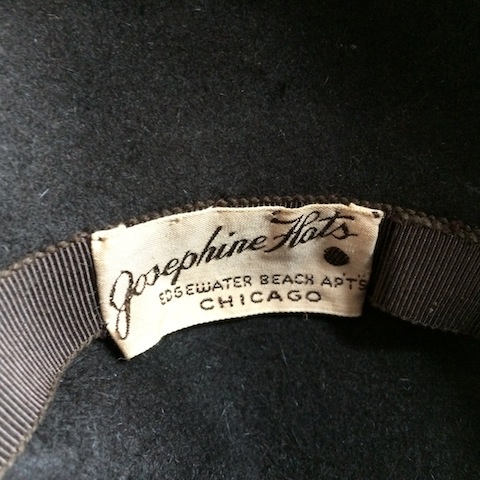 Josephine Hats
EDGEWATER BEACH APT'S
CHICAGO